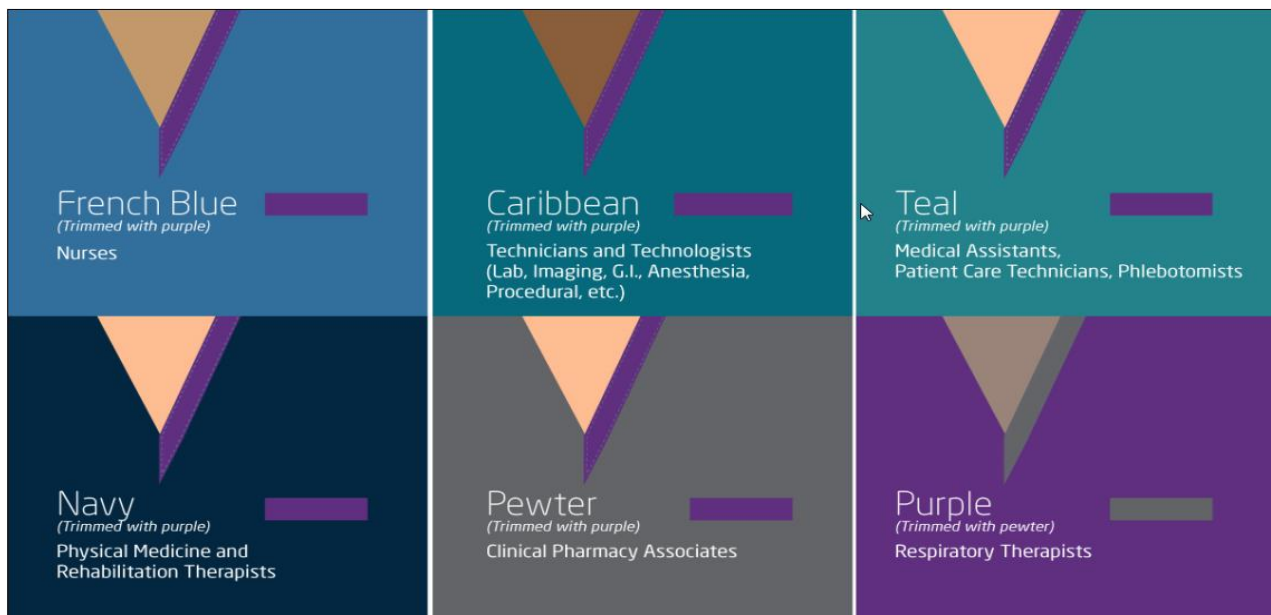 French Blue
(Trimmed with purple)
Nurses
Caribbean
(Trimmed with purple)
Technicians and Technologists
(Lab, Imaging, G.I., Anesthesia,
Procedural, etc.)
Teal
(Trimmed with purple)
Medical Assistants,
Patient Care Technicians, Phlebotomists
Navy
(Trimmed with purple)
Physical Medicine and
Rehabilitation Therapists
Pewter
(Trimmed with purple)
Clinical Pharmacy Associates
Purple
(Trimmed with pewter)
Respiratory Therapists